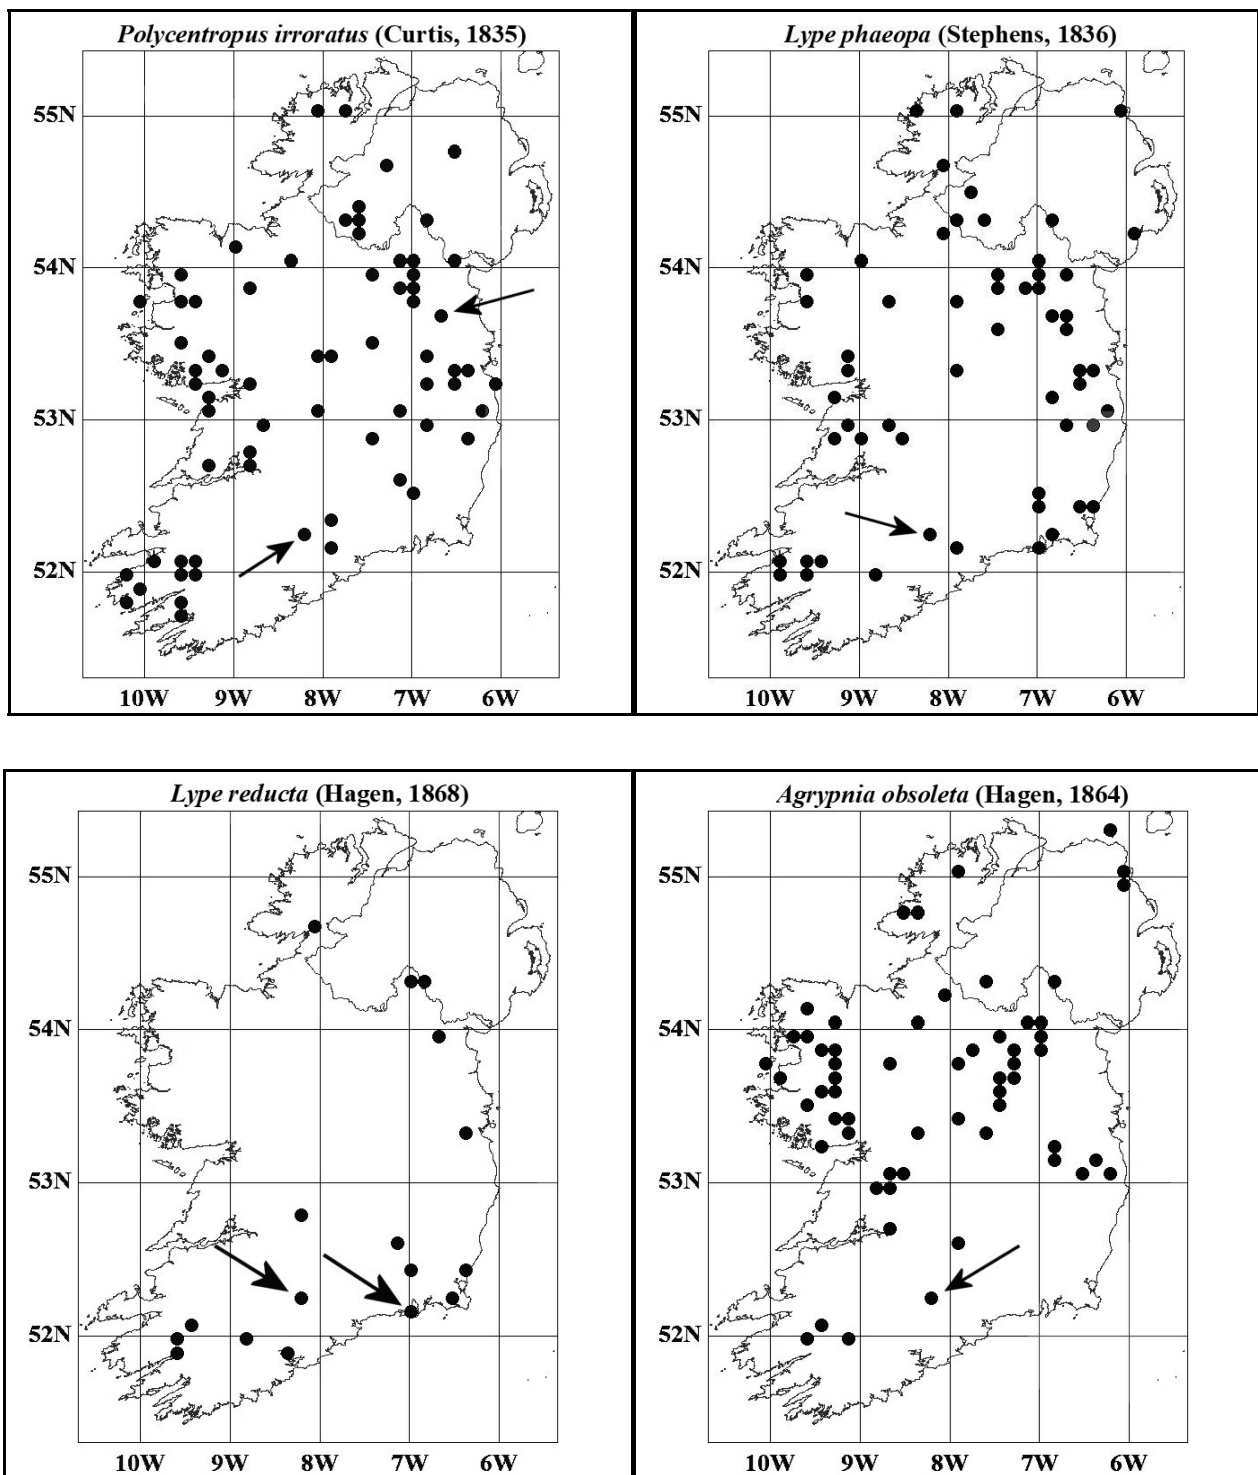 Polycentropus irroratus (Curtis, 1835)
55N
54N
53N
52N
10W 9W 8W 7W 6W
Lype phaeopa (Stephens, 1836)
55N
54N
53N
52N
10W 9W 8W 7W 6W
Lype reducta (Hagen, 1868)
55N
54N
53N
52N
10W 9W 8W 7W 6W
Agrypnia obsoleta (Hagen, 1864)
55N
54N
53N
52N
10W 9W 8W 7W 6W